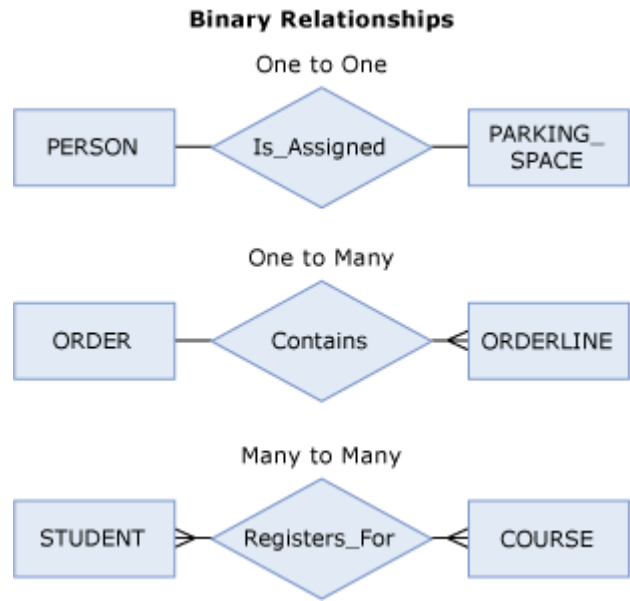 Binary Relationships
One to One
PERSON
Is_Assigned
PARKING_
SPACE
One to Many
ORDER
Contains
ORDERLINE
Many to Many
STUDENT
Registers_For
COURSE